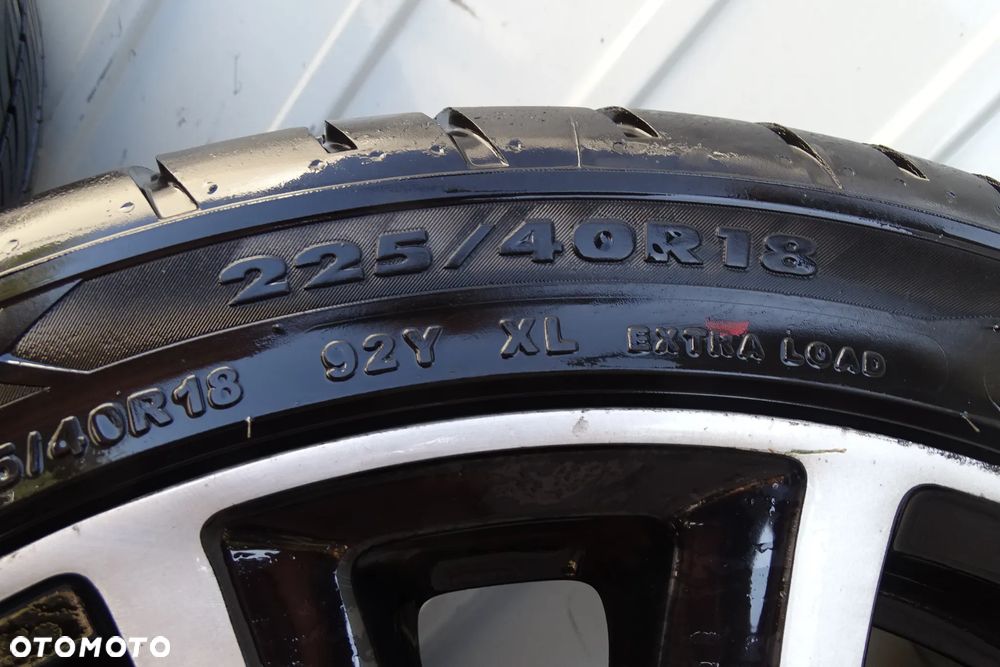 225/40R18
5/40R18 92Y XL EXTRA LOAD
OTOMOTO